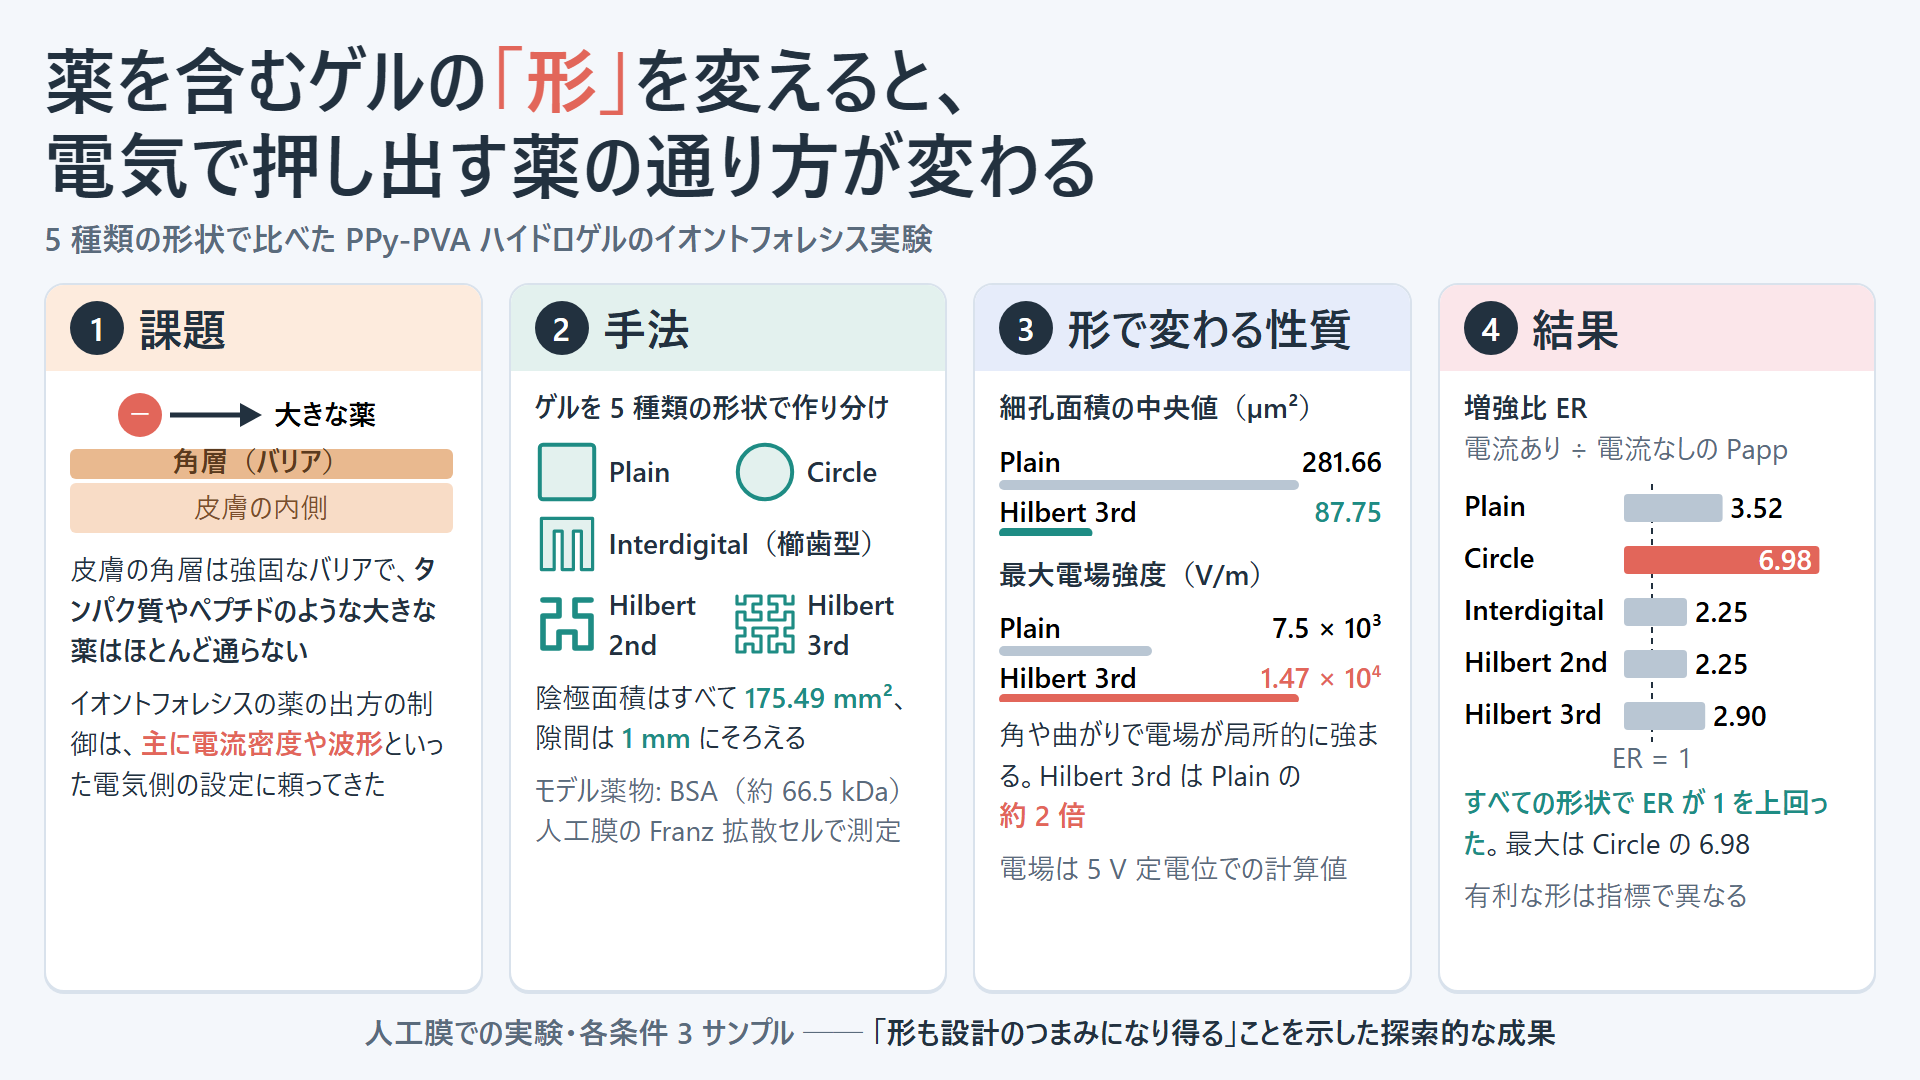 薬を含むゲルの「形」を変えると、
電気で押し出す薬の通り方が変わる
5 種類の形状で比べた PPy-PVA ハイドロゲルのイオントフォレシス実験
1 課題
− 大きな薬
角層（バリア）
皮膚の内側
皮膚の角層は強固なバリアで、タ
ンパク質やペプチドのような大きな
薬はほとんど通らない
イオントフォレシスの薬の出方の制
御は、主に電流密度や波形といっ
た電気側の設定に頼ってきた
2 手法
ゲルを 5 種類の形状で作り分け
Plain Circle
Interdigital（櫛歯型）
Hilbert 2nd
Hilbert 3rd
陰極面積はすべて 175.49 mm²、
隙間は 1 mm にそろえる
モデル薬物: BSA（約 66.5 kDa）
人工膜の Franz 拡散セルで測定
3 形で変わる性質
細孔面積の中央値（μm²）
Plain 281.66
Hilbert 3rd 87.75
最大電場強度（V/m）
Plain 7.5 × 10³
Hilbert 3rd 1.47 × 10⁴
角や曲がりで電場が局所的に強ま
る。Hilbert 3rd は Plain の
約 2 倍
電場は 5 V 定電位での計算値
4 結果
増強比 ER
電流あり ÷ 電流なしの Papp
Plain 3.52
Circle 6.98
Interdigital 2.25
Hilbert 2nd 2.25
Hilbert 3rd 2.90
ER = 1
すべての形状で ER が 1 を上回っ
た。最大は Circle の 6.98
有利な形は指標で異なる
人工膜での実験・各条件 3 サンプル ――「形も設計のつまみになり得る」ことを示した探索的な成果